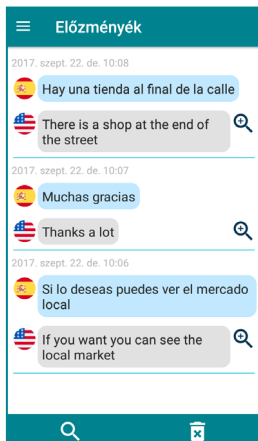 Előzmények
2017. szept. 22. de. 10:08
Hay una tienda al final de la calle
There is a shop at the end of
the street
2017. szept. 22. de. 10:07
Muchas gracias
Thanks a lot
2017. szept. 22. de. 10:06
Si lo deseas puedes ver el mercado
local
If you want you can see the
local market